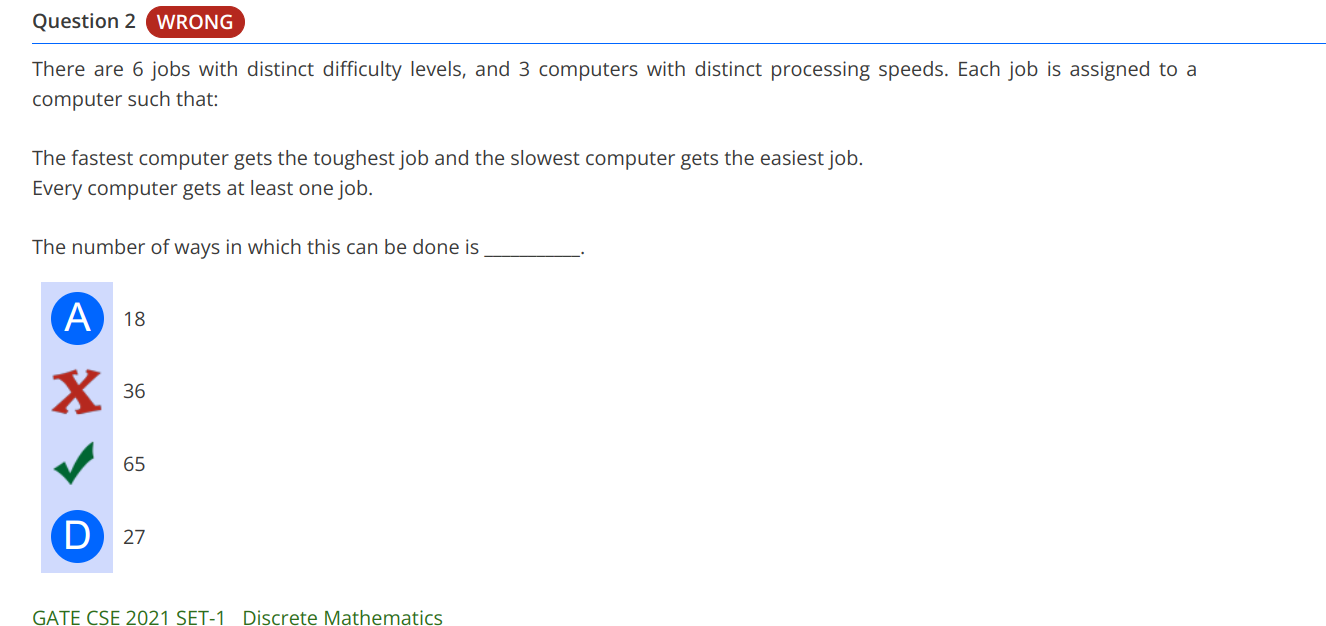 Question 2 WRONG
There are 6 jobs with distinct difficulty levels, and 3 computers with distinct processing speeds. Each job is assigned to a
computer such that:
The fastest computer gets the toughest job and the slowest computer gets the easiest job.
Every computer gets at least one job.
The number of ways in which this can be done is __________.
A 18
X 36
65
D 27
GATE CSE 2021 SET-1 Discrete Mathematics